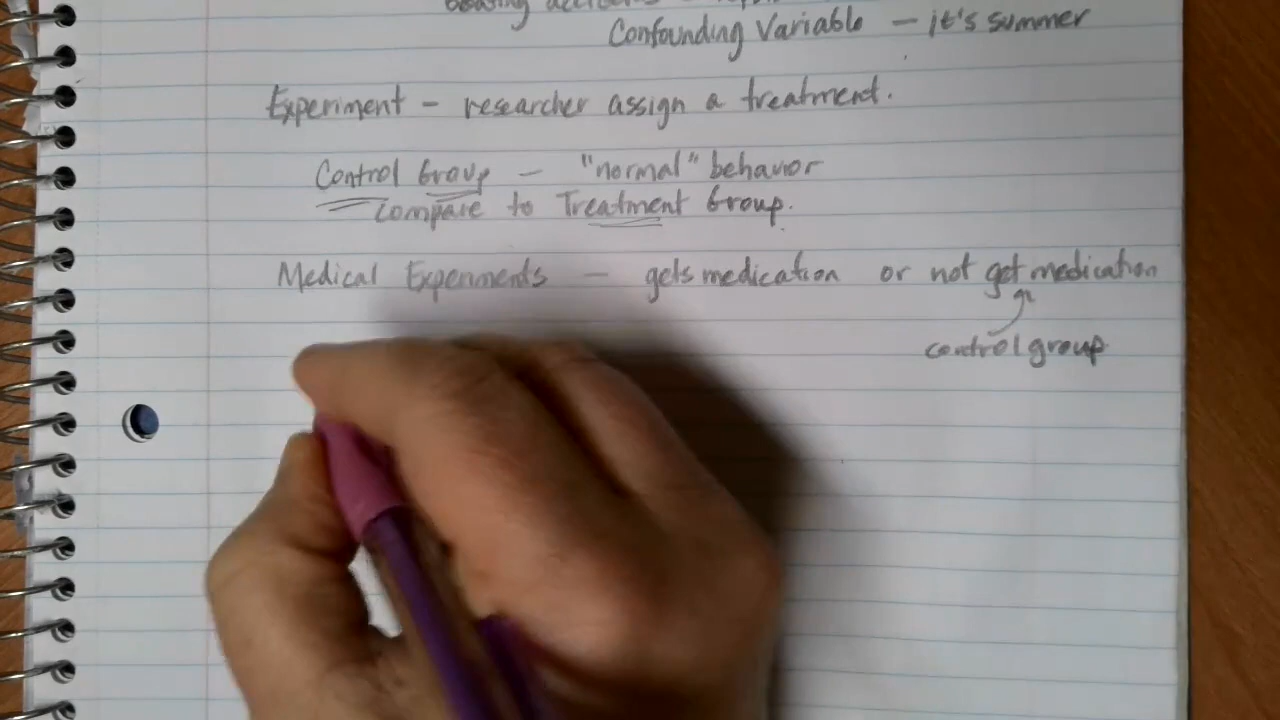 Confounding Variable - it's summer
Experiment - researcher assign a treatment.
Control Group - "normal" behavior
compare to Treatment Group.
Medical Experiments - gets medication or not get medication
control group